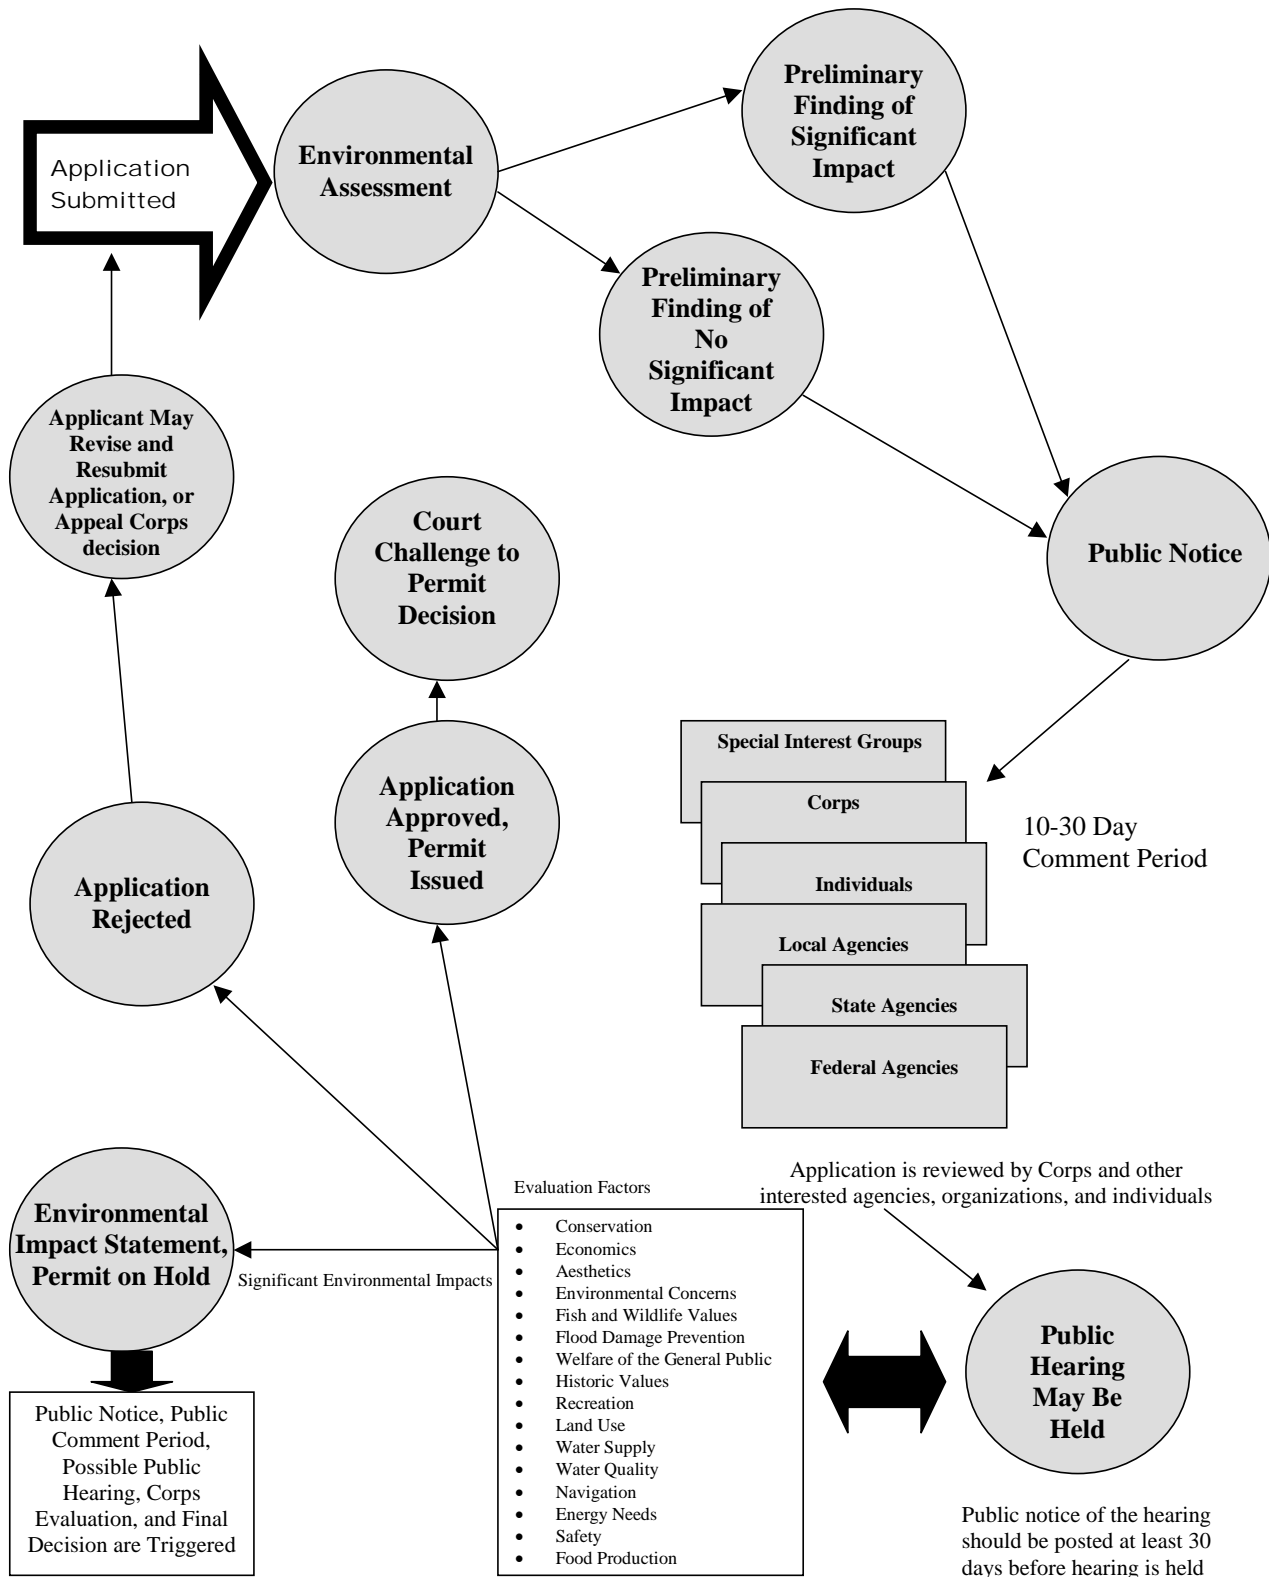 Application
Submitted
Environmental
Assessment
Preliminary
Finding of
Significant
Impact
Preliminary
Finding of
No
Significant
Impact
Public Notice
Applicant May
Revise and
Resubmit
Application, or
Appeal Corps
decision
Court
Challenge to
Permit
Decision
Special Interest Groups
Corps
Individuals
Local Agencies
State Agencies
Federal Agencies
10-30 Day
Comment Period
Application
Approved,
Permit
Issued
Application
Rejected
Application is reviewed by Corps and other
interested agencies, organizations, and individuals
Environmental
Impact Statement,
Permit on Hold
Significant Environmental Impacts
Evaluation Factors
• Conservation
• Economics
• Aesthetics
• Environmental Concerns
• Fish and Wildlife Values
• Flood Damage Prevention
• Welfare of the General Public
• Historic Values
• Recreation
• Land Use
• Water Supply
• Water Quality
• Navigation
• Energy Needs
• Safety
• Food Production
Public
Hearing
May Be
Held
Public Notice, Public
Comment Period,
Possible Public
Hearing, Corps
Evaluation, and Final
Decision are Triggered
Public notice of the hearing
should be posted at least 30
days before hearing is held